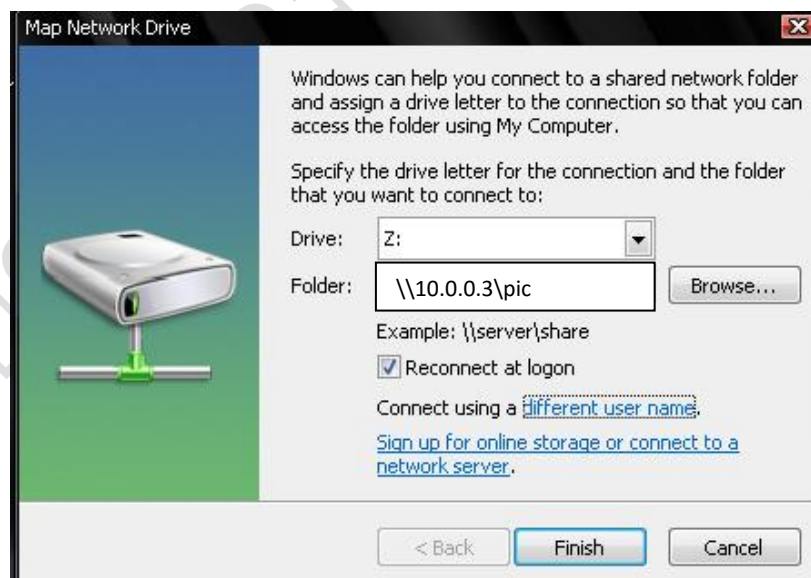 Map Network Drive
Windows can help you connect to a shared network folder
and assign a drive letter to the connection so that you can
access the folder using My Computer.
Specify the drive letter for the connection and the folder
that you want to connect to:
Drive: Z:
Folder: \\10.0.0.3\pic Browse...
Example: \\server\share
Reconnect at logon
Connect using a different user name.
Sign up for online storage or connect to a
network server.
< Back Finish Cancel